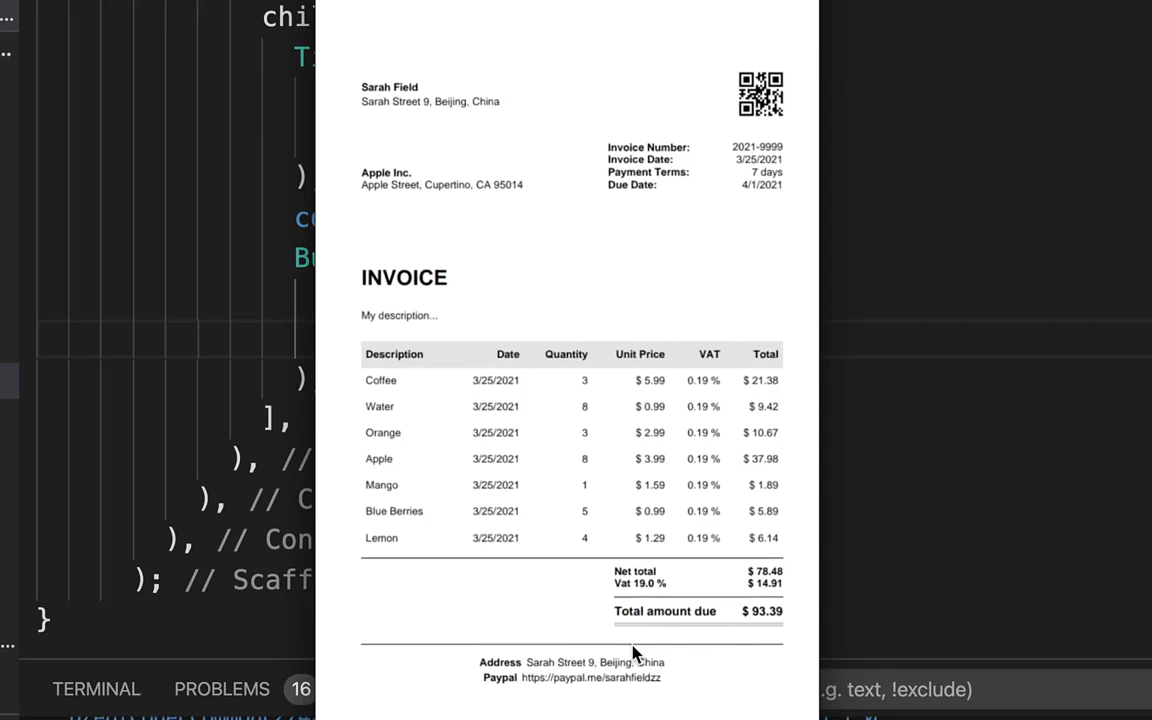 chi
Sarah Field
Sarah Street 9, Beijing, China
Invoice Number: 2021-9999
Invoice Date: 3/25/2021
Payment Terms: 7 days
Due Date: 4/1/2021
Apple Inc.
Apple Street, Cupertino, CA 95014
INVOICE
My description...
Description Date Quantity Unit Price VAT Total
Coffee 3/25/2021 3 $ 5.99 0.19 % $ 21.38
Water 3/25/2021 8 $ 0.99 0.19 % $ 9.42
Orange 3/25/2021 3 $ 2.99 0.19 % $ 10.67
Apple 3/25/2021 8 $ 3.99 0.19 % $ 37.98
Mango 3/25/2021 1 $ 1.59 0.19 % $ 1.89
Blue Berries 3/25/2021 5 $ 0.99 0.19 % $ 5.89
Lemon 3/25/2021 4 $ 1.29 0.19 % $ 6.14
Net total $ 78.48
Vat 19.0 % $ 14.91
Total amount due $ 93.39
Address Sarah Street 9, Beijing, China
Paypal https://paypal.me/sarahfieldzz
)
co
Bu
)
],
), //
), // C
), // Con
); // Scaff
}
TERMINAL PROBLEMS 16
.g. text, !exclude)